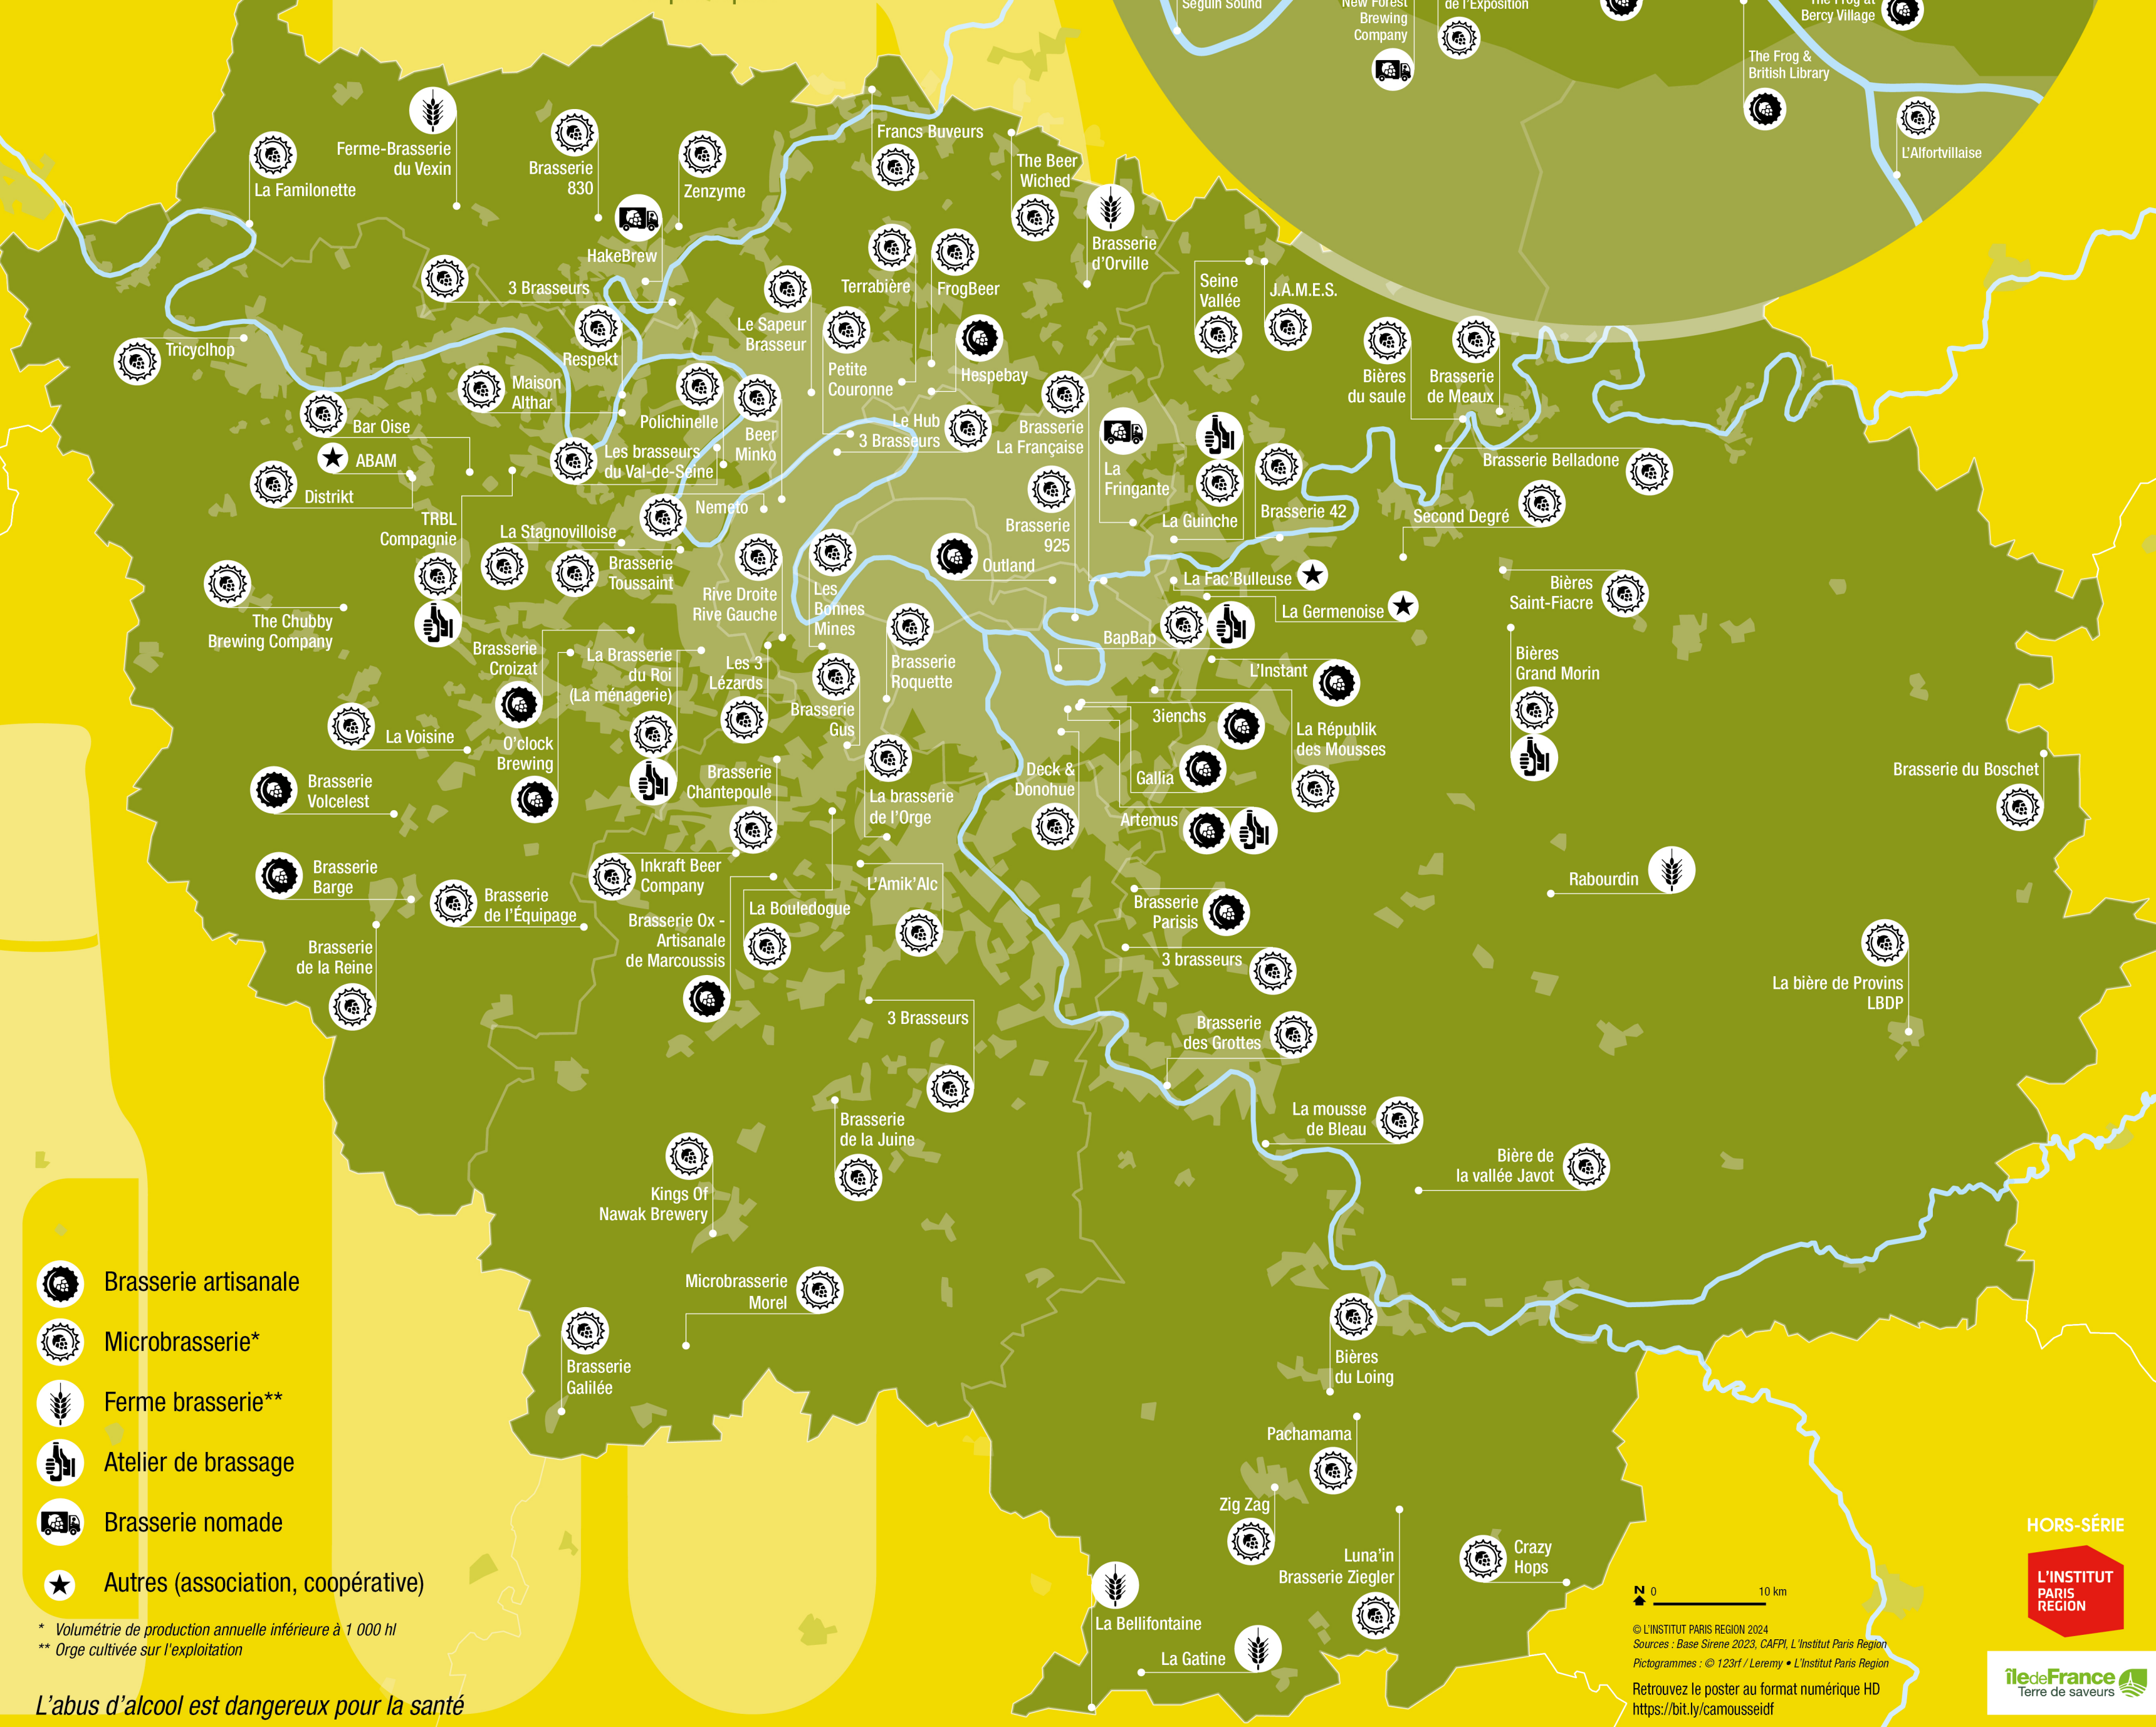 Seguin Sound
New Forest
Brewing
Company
de l'Exposition
The Frog at
Bercy Village
The Frog &
British Library
L'Alfortvillaise
La Familonette
Ferme-Brasserie
du Vexin
Brasserie
830
Zenzyme
HakeBrew
3 Brasseurs
Francs Buveurs
The Beer
Wiched
Brasserie
d'Orville
Terrabière
FrogBeer
Seine
Vallée
J.A.M.E.S.
Le Sapeur
Brasseur
Tricyclhop
Respekt
Petite
Couronne
Hespebay
Bières
du saule
Brasserie
de Meaux
Maison
Althar
Polichinelle
Bar Oise
Beer
Minko
Le Hub
3 Brasseurs
Brasserie
La Française
ABAM
Les brasseurs
du Val-de-Seine
La
Fringante
Brasserie Belladone
Distrikt
Nemeto
La Guinche
Brasserie 42
Second Degré
TRBL
Compagnie
La Stagnovilloise
Brasserie
925
Brasserie
Toussaint
Outland
La Fac'Bulleuse
Rive Droite
Rive Gauche
Les
Bonnes
Mines
Bières
Saint-Fiacre
La Germenoise
The Chubby
Brewing Company
BapBap
Brasserie
Croizat
La Brasserie
du Roi
(La ménagerie)
Les 3
Lézards
Brasserie
Roquette
L'Instant
Bières
Grand Morin
Brasserie
Gus
3ienchs
La Républik
des Mousses
La Voisine
O'clock
Brewing
Brasserie
Chantepoule
Deck &
Donohue
Gallia
Brasserie du Boschet
Brasserie
Volcelest
La brasserie
de l'Orge
Artemus
Brasserie
Barge
Inkraft Beer
Company
L'Amik'Alc
Rabourdin
Brasserie
de l'Équipage
La Bouledogue
Brasserie
Parisis
Brasserie Ox -
Artisanale
de Marcoussis
Brasserie
de la Reine
3 brasseurs
La bière de Provins
LBDP
3 Brasseurs
Brasserie
des Grottes
Brasserie
de la Juine
La mousse
de Bleau
Bière de
la vallée Javot
Kings Of
Nawak Brewery
Microbrasserie
Morel
Brasserie
Galilée
Bières
du Loing
Pachamama
Zig Zag
Luna'in
Brasserie Ziegler
Crazy
Hops
La Bellifontaine
La Gatine
Brasserie artisanale
Microbrasserie*
Ferme brasserie**
Atelier de brassage
Brasserie nomade
Autres (association, coopérative)
* Volumétrie de production annuelle inférieure à 1 000 hl
** Orge cultivée sur l'exploitation
L'abus d'alcool est dangereux pour la santé
N 0 10 km
© L'INSTITUT PARIS REGION 2024
Sources : Base Sirene 2023, CAFPI, L'Institut Paris Region
Pictogrammes : © 123rf / Leremy • L'Institut Paris Region
Retrouvez le poster au format numérique HD
https://bit.ly/camousseidf
HORS-SÉRIE
L'INSTITUT
PARIS
REGION
îledeFrance
Terre de saveurs